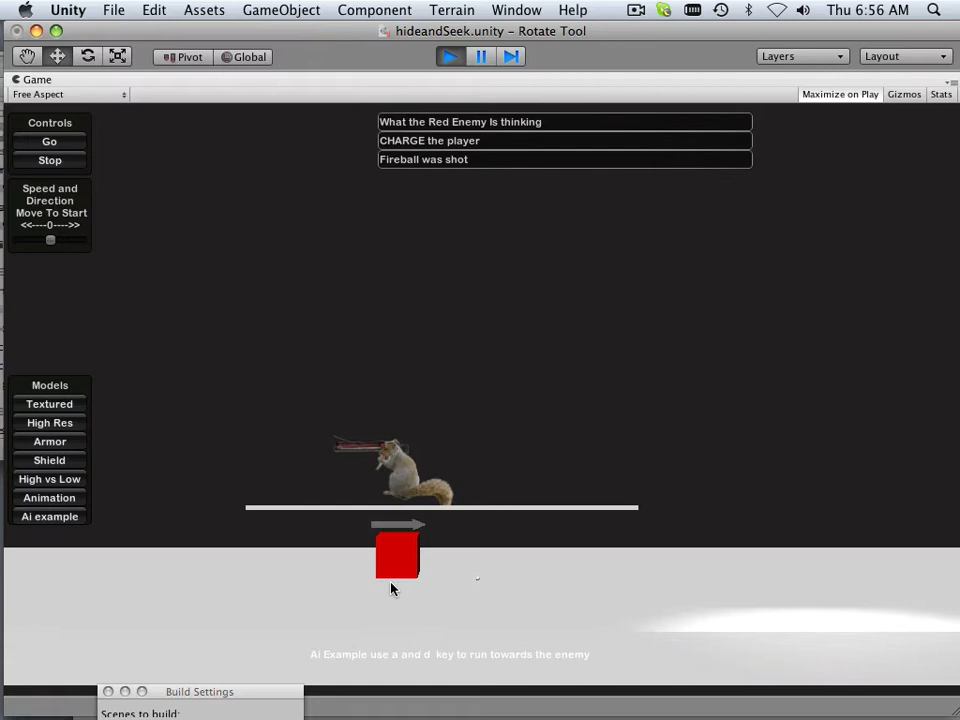 Unity File Edit Assets GameObject Component Terrain Window Help Thu 6:56 AM
hideandSeek.unity – Rotate Tool
Pivot Global Layers Layout
Game
Free Aspect Maximize on Play Gizmos Stats
Controls
Go
Stop
Speed and
Direction
Move To Start
<<----0---->>
What the Red Enemy Is thinking
CHARGE the player
Fireball was shot
Models
Textured
High Res
Armor
Shield
High vs Low
Animation
Ai example
Ai Example use a and d key to run towards the enemy
Build Settings
Scenes to build: